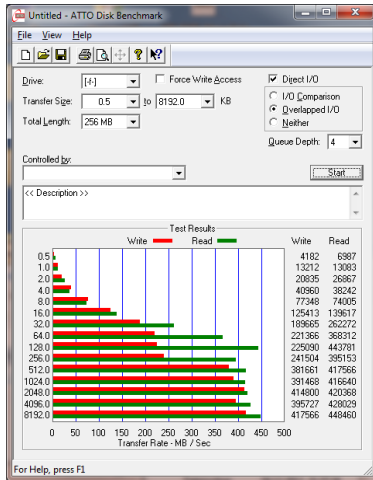 Untitled - ATTO Disk Benchmark
File View Help
Drive: [-f-] Force Write Access Direct I/O
Transfer Size: 0.5 to 8192.0 KB I/O Comparison
Overlapped I/O
Total Length: 256 MB Neither
Queue Depth: 4
Controlled by:
Start
<< Description >>
Test Results
Write Read Write Read
0.5 4182 6987
1.0 13212 13083
2.0 20835 26867
4.0 40960 38242
8.0 77348 74005
16.0 125413 139617
32.0 189665 262272
64.0 221366 368312
128.0 225090 443781
256.0 241504 395153
512.0 381661 417566
1024.0 391468 416640
2048.0 414800 420368
4096.0 395727 428029
8192.0 417566 448460
0 50 100 150 200 250 300 350 400 450 500
Transfer Rate - MB / Sec
For Help, press F1